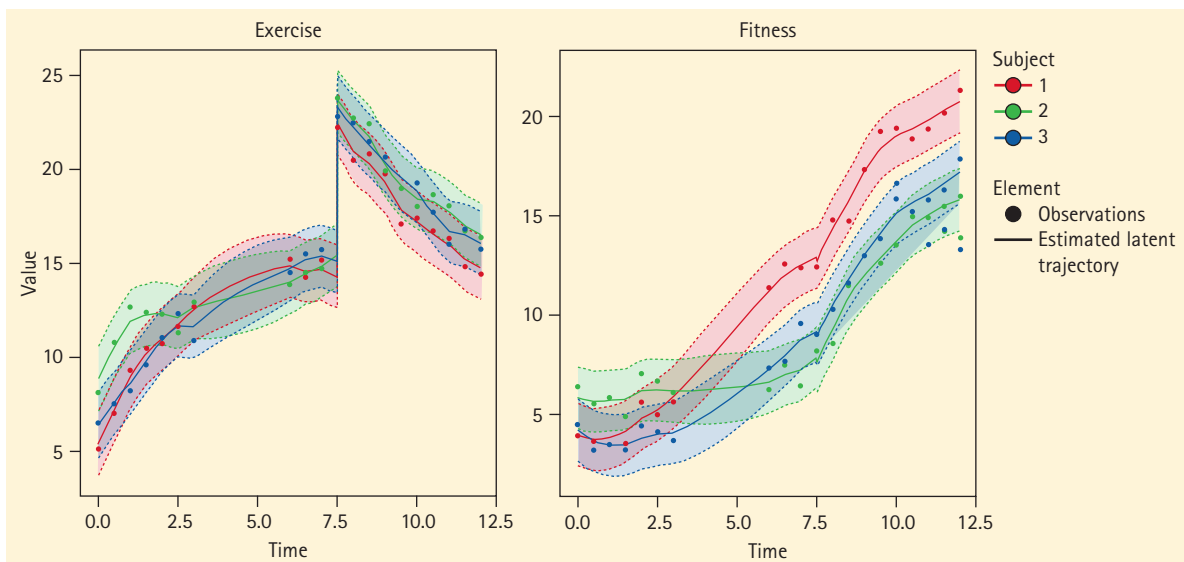 Exercise
Fitness
Subject
1
2
3
Element
Observations
Estimated latent
trajectory
Value
25
20
15
10
5
0.0 2.5 5.0 7.5 10.0 12.5
Time
20
15
10
5
0.0 2.5 5.0 7.5 10.0 12.5
Time